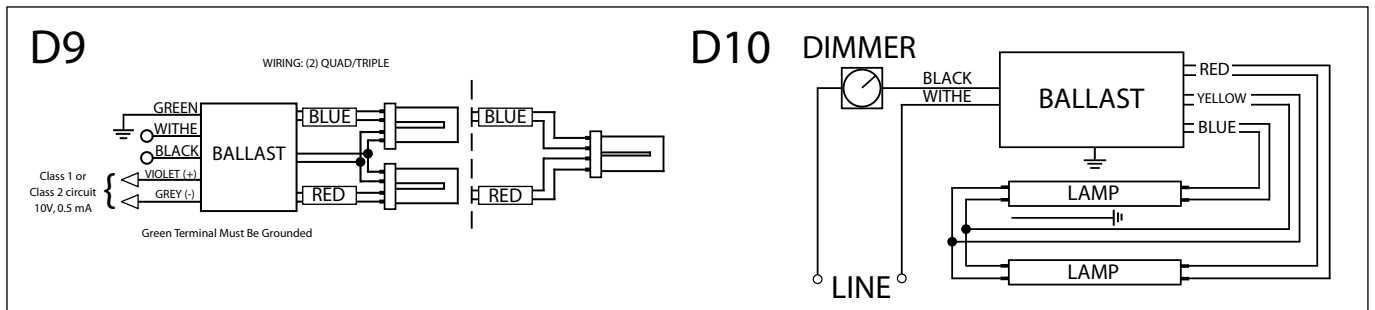 D9
WIRING: (2) QUAD/TRIPLE
GREEN
WITHE
BLACK
VIOLET (+)
GREY (-)
Class 1 or
Class 2 circuit
10V, 0.5 mA
BALLAST
BLUE
RED
BLUE
RED
Green Terminal Must Be Grounded
D10
DIMMER
BLACK
WITHE
BALLAST
RED
YELLOW
BLUE
LAMP
LAMP
LINE